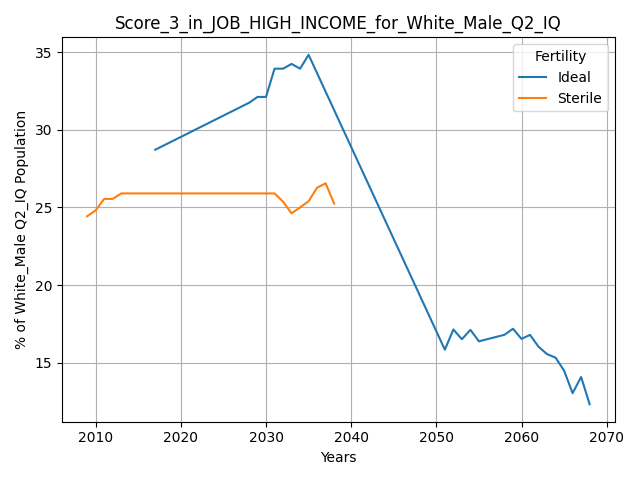 Score_3_in_JOB_HIGH_INCOME_for_White_Male_Q2_IQ
% of White_Male Q2_IQ Population
35
30
25
20
15
Fertility
Ideal
Sterile
2010 2020 2030 2040 2050 2060 2070
Years